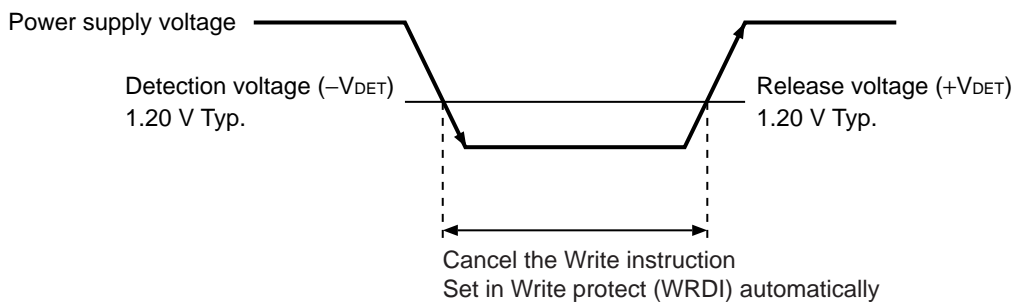 Power supply voltage
Detection voltage (−VDET)
1.20 V Typ.
Release voltage (+VDET)
1.20 V Typ.
Cancel the Write instruction
Set in Write protect (WRDI) automatically